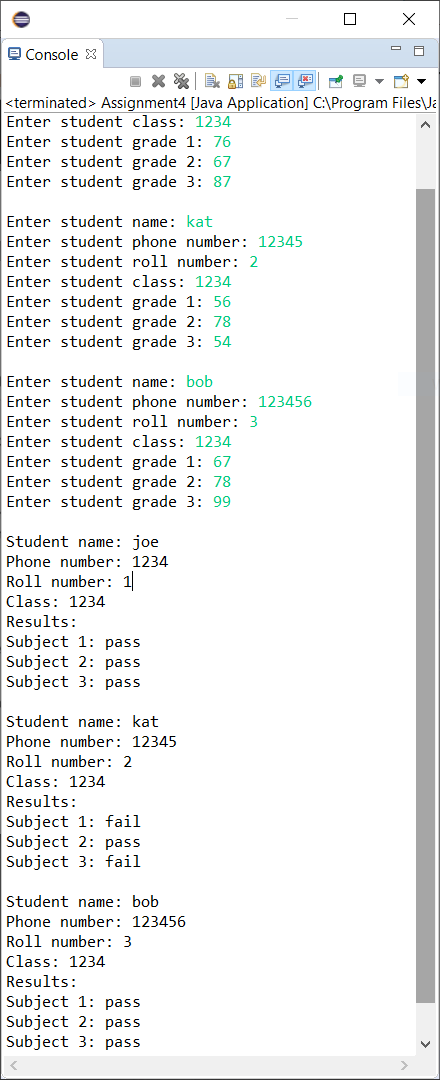 Console
<terminated> Assignment4 [Java Application] C:\Program Files\Ja
Enter student class: 1234
Enter student grade 1: 76
Enter student grade 2: 67
Enter student grade 3: 87
Enter student name: kat
Enter student phone number: 12345
Enter student roll number: 2
Enter student class: 1234
Enter student grade 1: 56
Enter student grade 2: 78
Enter student grade 3: 54
Enter student name: bob
Enter student phone number: 123456
Enter student roll number: 3
Enter student class: 1234
Enter student grade 1: 67
Enter student grade 2: 78
Enter student grade 3: 99
Student name: joe
Phone number: 1234
Roll number: 1
Class: 1234
Results:
Subject 1: pass
Subject 2: pass
Subject 3: pass
Student name: kat
Phone number: 12345
Roll number: 2
Class: 1234
Results:
Subject 1: fail
Subject 2: pass
Subject 3: fail
Student name: bob
Phone number: 123456
Roll number: 3
Class: 1234
Results:
Subject 1: pass
Subject 2: pass
Subject 3: pass